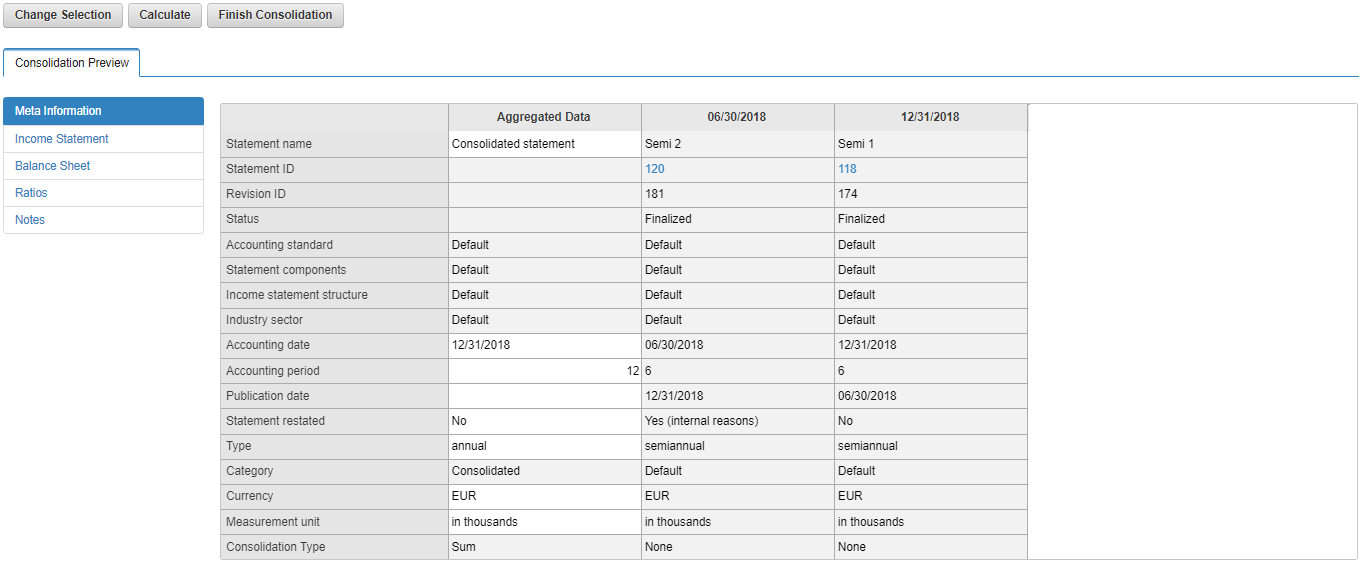 Change Selection Calculate Finish Consolidation
Consolidation Preview
Meta Information
Income Statement
Balance Sheet
Ratios
Notes
Aggregated Data 06/30/2018 12/31/2018
Statement name Consolidated statement Semi 2 Semi 1
Statement ID 120 118
Revision ID 181 174
Status Finalized Finalized
Accounting standard Default Default Default
Statement components Default Default Default
Income statement structure Default Default Default
Industry sector Default Default Default
Accounting date 12/31/2018 06/30/2018 12/31/2018
Accounting period 12 6 6
Publication date 12/31/2018 06/30/2018
Statement restated No Yes (internal reasons) No
Type annual semiannual semiannual
Category Consolidated Default Default
Currency EUR EUR EUR
Measurement unit in thousands in thousands in thousands
Consolidation Type Sum None None